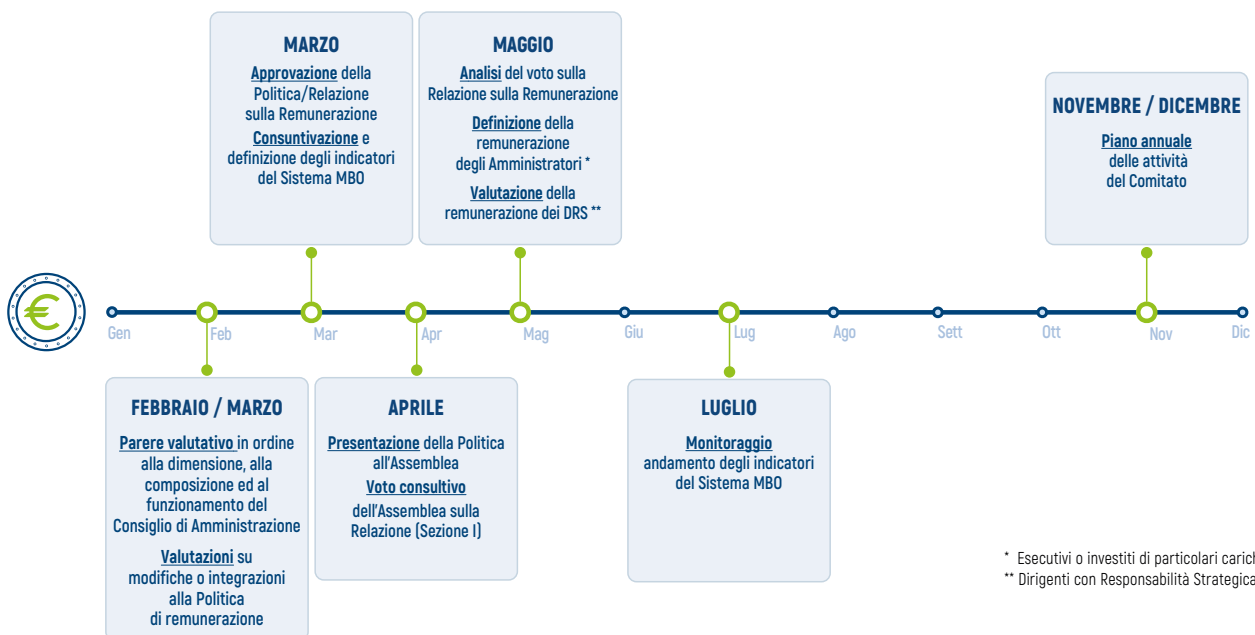 MARZO
Approvazione della
Politica/Relazione
sulla Remunerazione
Consuntivazione e
definizione degli indicatori
del Sistema MBO
MAGGIO
Analisi del voto sulla
Relazione sulla Remunerazione
Definizione della
remunerazione
degli Amministratori *
Valutazione della
remunerazione dei DRS **
NOVEMBRE / DICEMBRE
Piano annuale
delle attività
del Comitato
€
Gen
Feb
Mar
Apr
Mag
Giu
Lug
Ago
Sett
Ott
Nov
Dic
FEBBRAIO / MARZO
Parere valutativo in ordine
alla dimensione, alla
composizione ed al
funzionamento del
Consiglio di Amministrazione
Valutazioni su
modifiche o integrazioni
alla Politica
di remunerazione
APRILE
Presentazione della Politica
all'Assemblea
Voto consultivo
dell'Assemblea sulla
Relazione (Sezione I)
LUGLIO
Monitoraggio
andamento degli indicatori
del Sistema MBO
* Esecutivi o investiti di particolari
** Dirigenti con Responsabilità Strategica